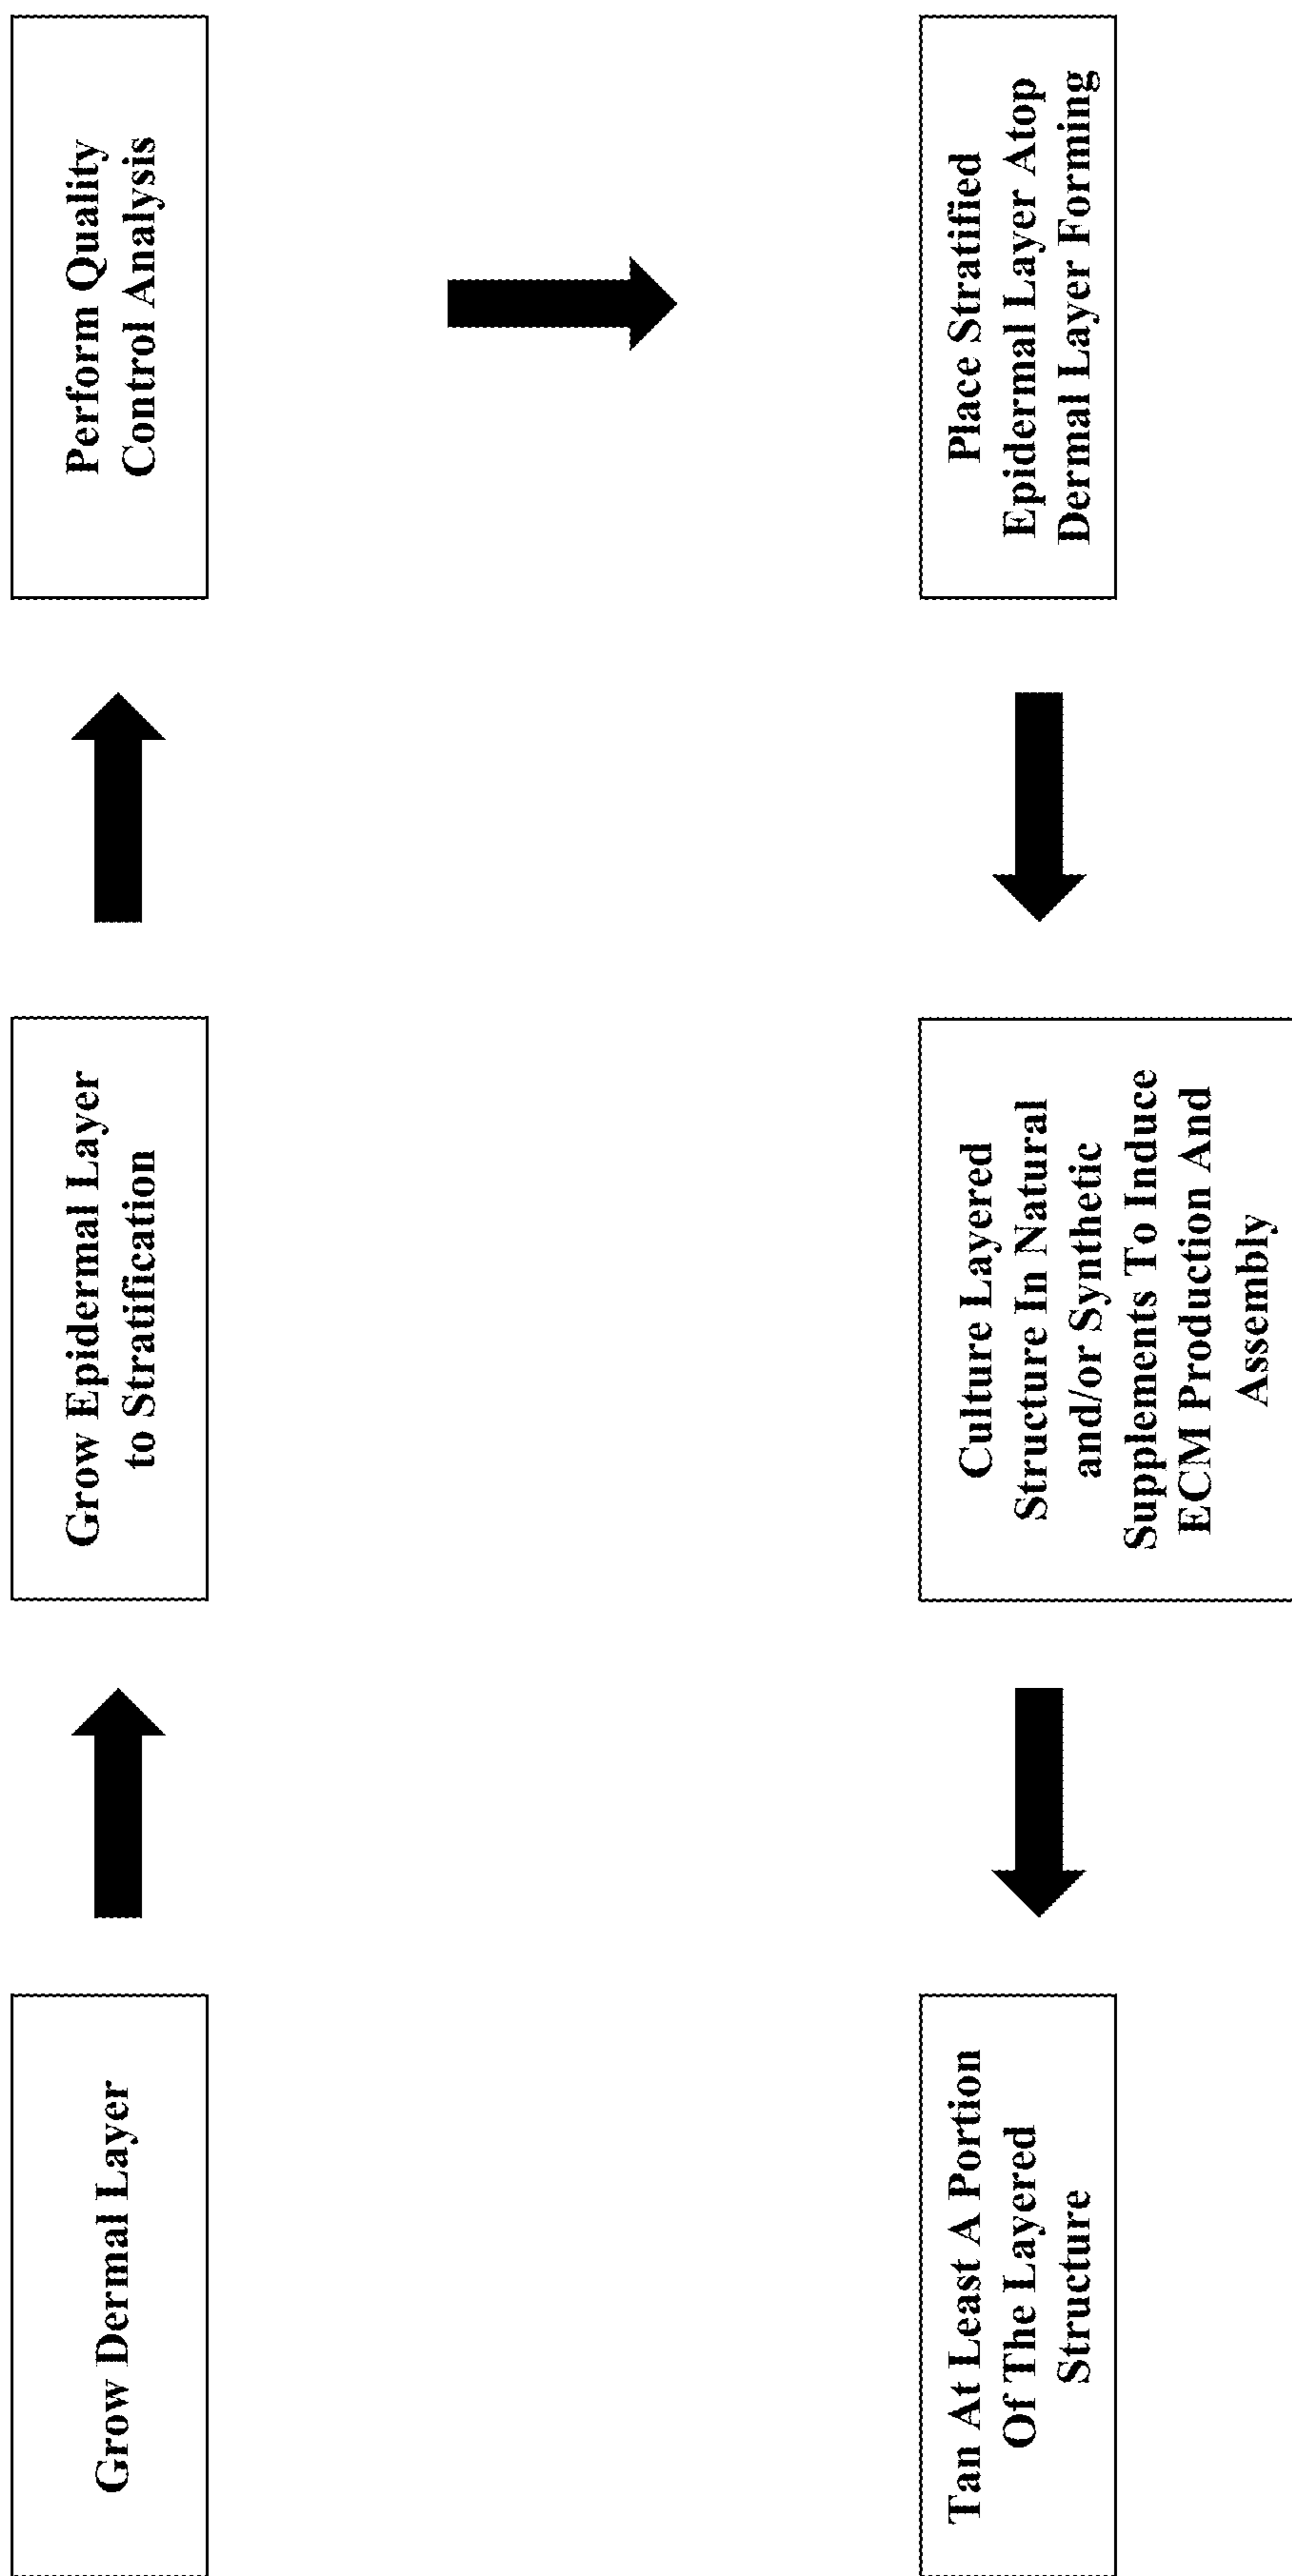 Grow Dermal Layer
Grow Epidermal Layer
to Stratification
Perform Quality
Control Analysis
Place Stratified
Epidermal Layer Atop
Dermal Layer Forming
Culture Layered
Structure In Natural
and/or Synthetic
Supplements To Induce
ECM Production And
Assembly
Tan At Least A Portion
Of The Layered
Structure